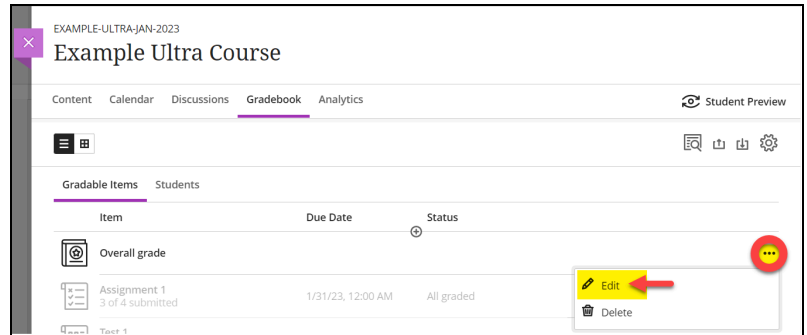 EXAMPLE-ULTRA-JAN-2023
Example Ultra Course
Content Calendar Discussions Gradebook Analytics Student Preview
Gradable Items Students
Item Due Date Status
Overall grade
Assignment 1 1/31/23, 12:00 AM All graded
3 of 4 submitted
Edit
Delete
Test 1